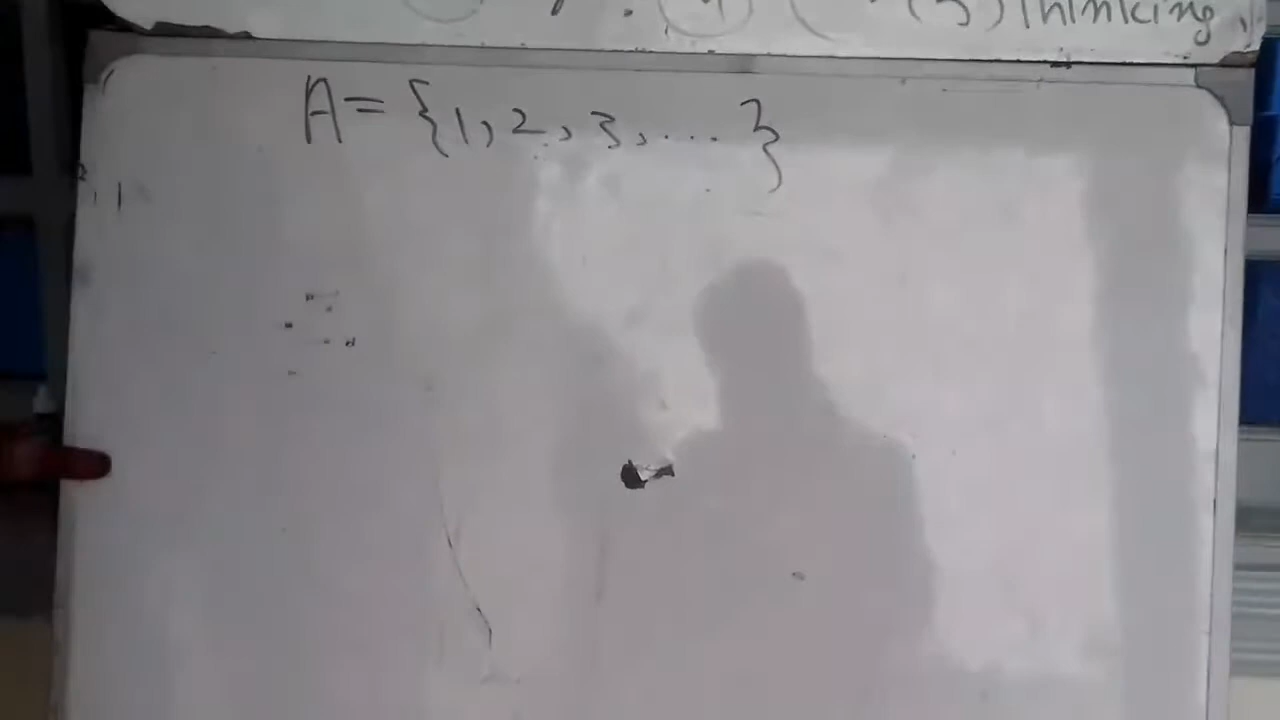 (3) Thinking,
A = {1, 2, 3, ... }